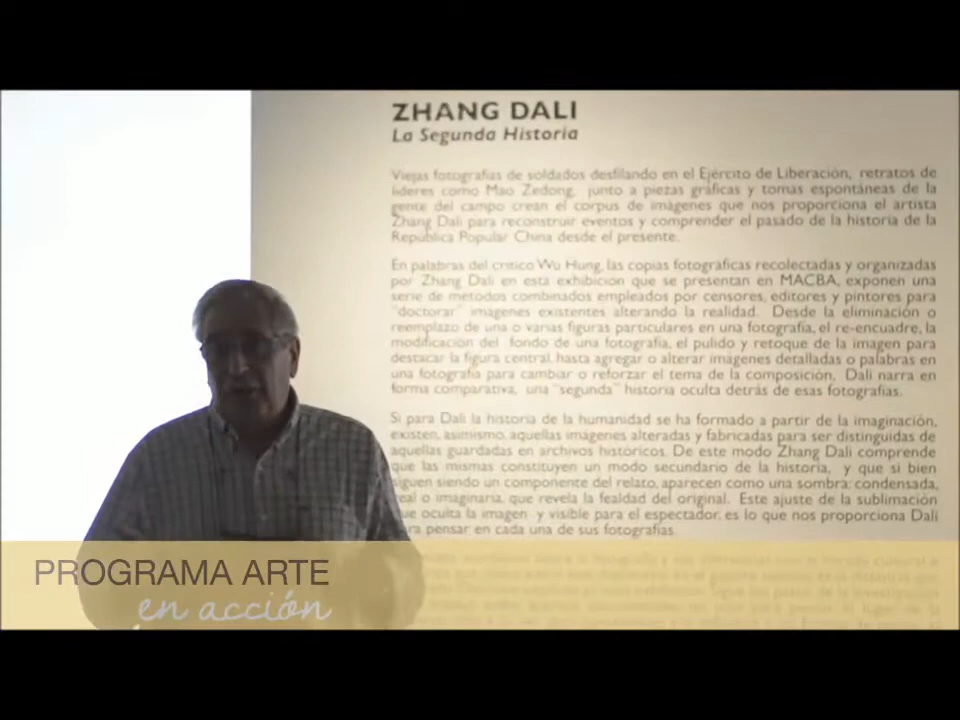 ZHANG DALI
La Segunda Historia
Viejas fotografías de soldados desfilando en el Ejército de Liberación, retratos de
líderes como Mao Zedong, junto a piezas gráficas y tomas espontáneas de la
gente del campo crean el corpus de imágenes que nos proporciona el artista
Zhang Dali para reconstruir eventos y comprender el pasado de la historia de la
República Popular China desde el presente.
En palabras del crítico Wu Hung, las copias fotográficas recolectadas y organizadas
por Zhang Dali en esta exhibición que se presentan en MACBA, exponen una
serie de métodos combinados empleados por censores, editores y pintores para
"doctorar" imágenes existentes alterando la realidad. Desde la eliminación o
reemplazo de una o varias figuras particulares en una fotografía, el re-encuadre, la
modificación del fondo de una fotografía, el pulido y retoque de la imagen para
destacar la figura central, hasta agregar o alterar imágenes detalladas o palabras en
una fotografía para cambiar o reforzar el tema de la composición, Dali narra en
forma comparativa, una "segunda" historia oculta detrás de esas fotografías.
Si para Dali la historia de la humanidad se ha formado a partir de la imaginación,
existen, asimismo, aquellas imágenes alteradas y fabricadas para ser distinguidas de
aquellas guardadas en archivos históricos. De este modo Zhang Dali comprende
que las mismas constituyen un modo secundario de la historia, y que si bien
siguen siendo un componente del relato, aparecen como una sombra: condensada,
real o imaginaria, que revela la fealdad del original. Este ajuste de la sublimación
que oculta la imagen y visible para el espectador, es lo que nos proporciona Dali
para pensar en cada una de sus fotografías.
PROGRAMA ARTE
en acción